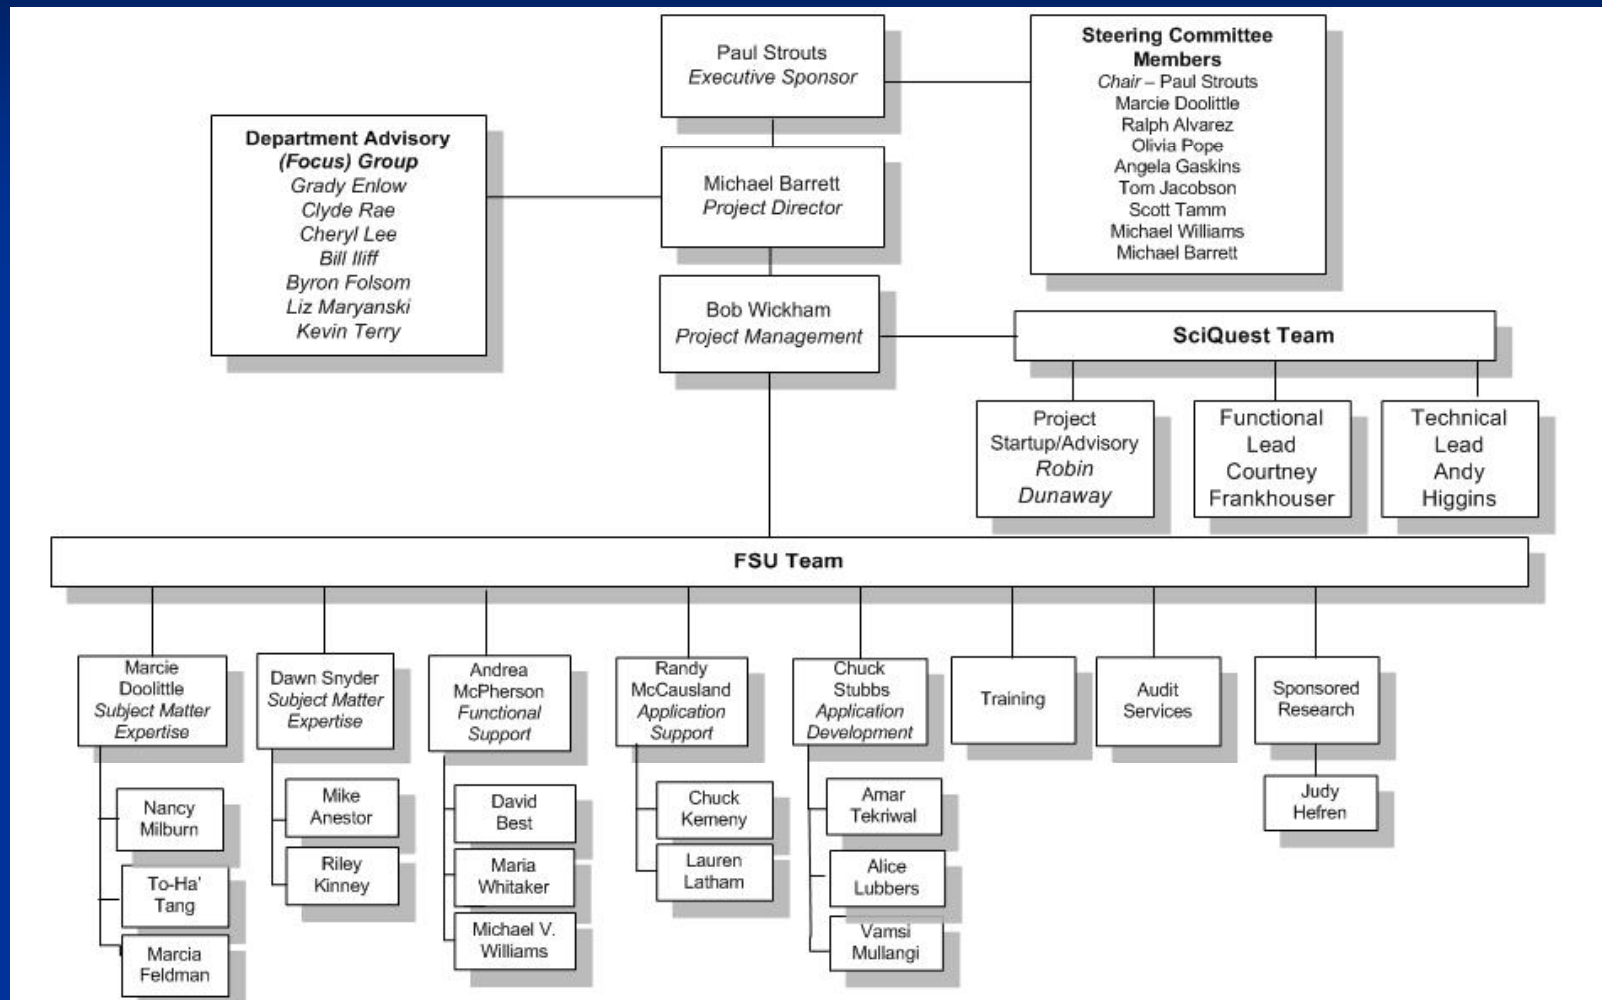 Paul Strouts
Executive Sponsor
Steering Committee
Members
Chair – Paul Strouts
Marcie Doolittle
Ralph Alvarez
Olivia Pope
Angela Gaskins
Tom Jacobson
Scott Tamm
Michael Williams
Michael Barrett
Department Advisory
(Focus) Group
Grady Enlow
Clyde Rae
Cheryl Lee
Bill Iliff
Byron Folsom
Liz Maryanski
Kevin Terry
Michael Barrett
Project Director
Bob Wickham
Project Management
SciQuest Team
Project
Startup/Advisory
Robin
Dunaway
Functional
Lead
Courtney
Frankhouser
Technical
Lead
Andy
Higgins
FSU Team
Marcie
Doolittle
Subject Matter
Expertise
Nancy
Milburn
To-Ha'
Tang
Marcia
Feldman
Dawn Snyder
Subject Matter
Expertise
Mike
Anestor
Riley
Kinney
Andrea
McPherson
Functional
Support
David
Best
Maria
Whitaker
Michael V.
Williams
Randy
McCausland
Application
Support
Chuck
Kemeny
Lauren
Latham
Chuck
Stubbs
Application
Development
Amar
Tekriwal
Alice
Lubbers
Vamsi
Mullangi
Training
Audit
Services
Sponsored
Research
Judy
Hefren